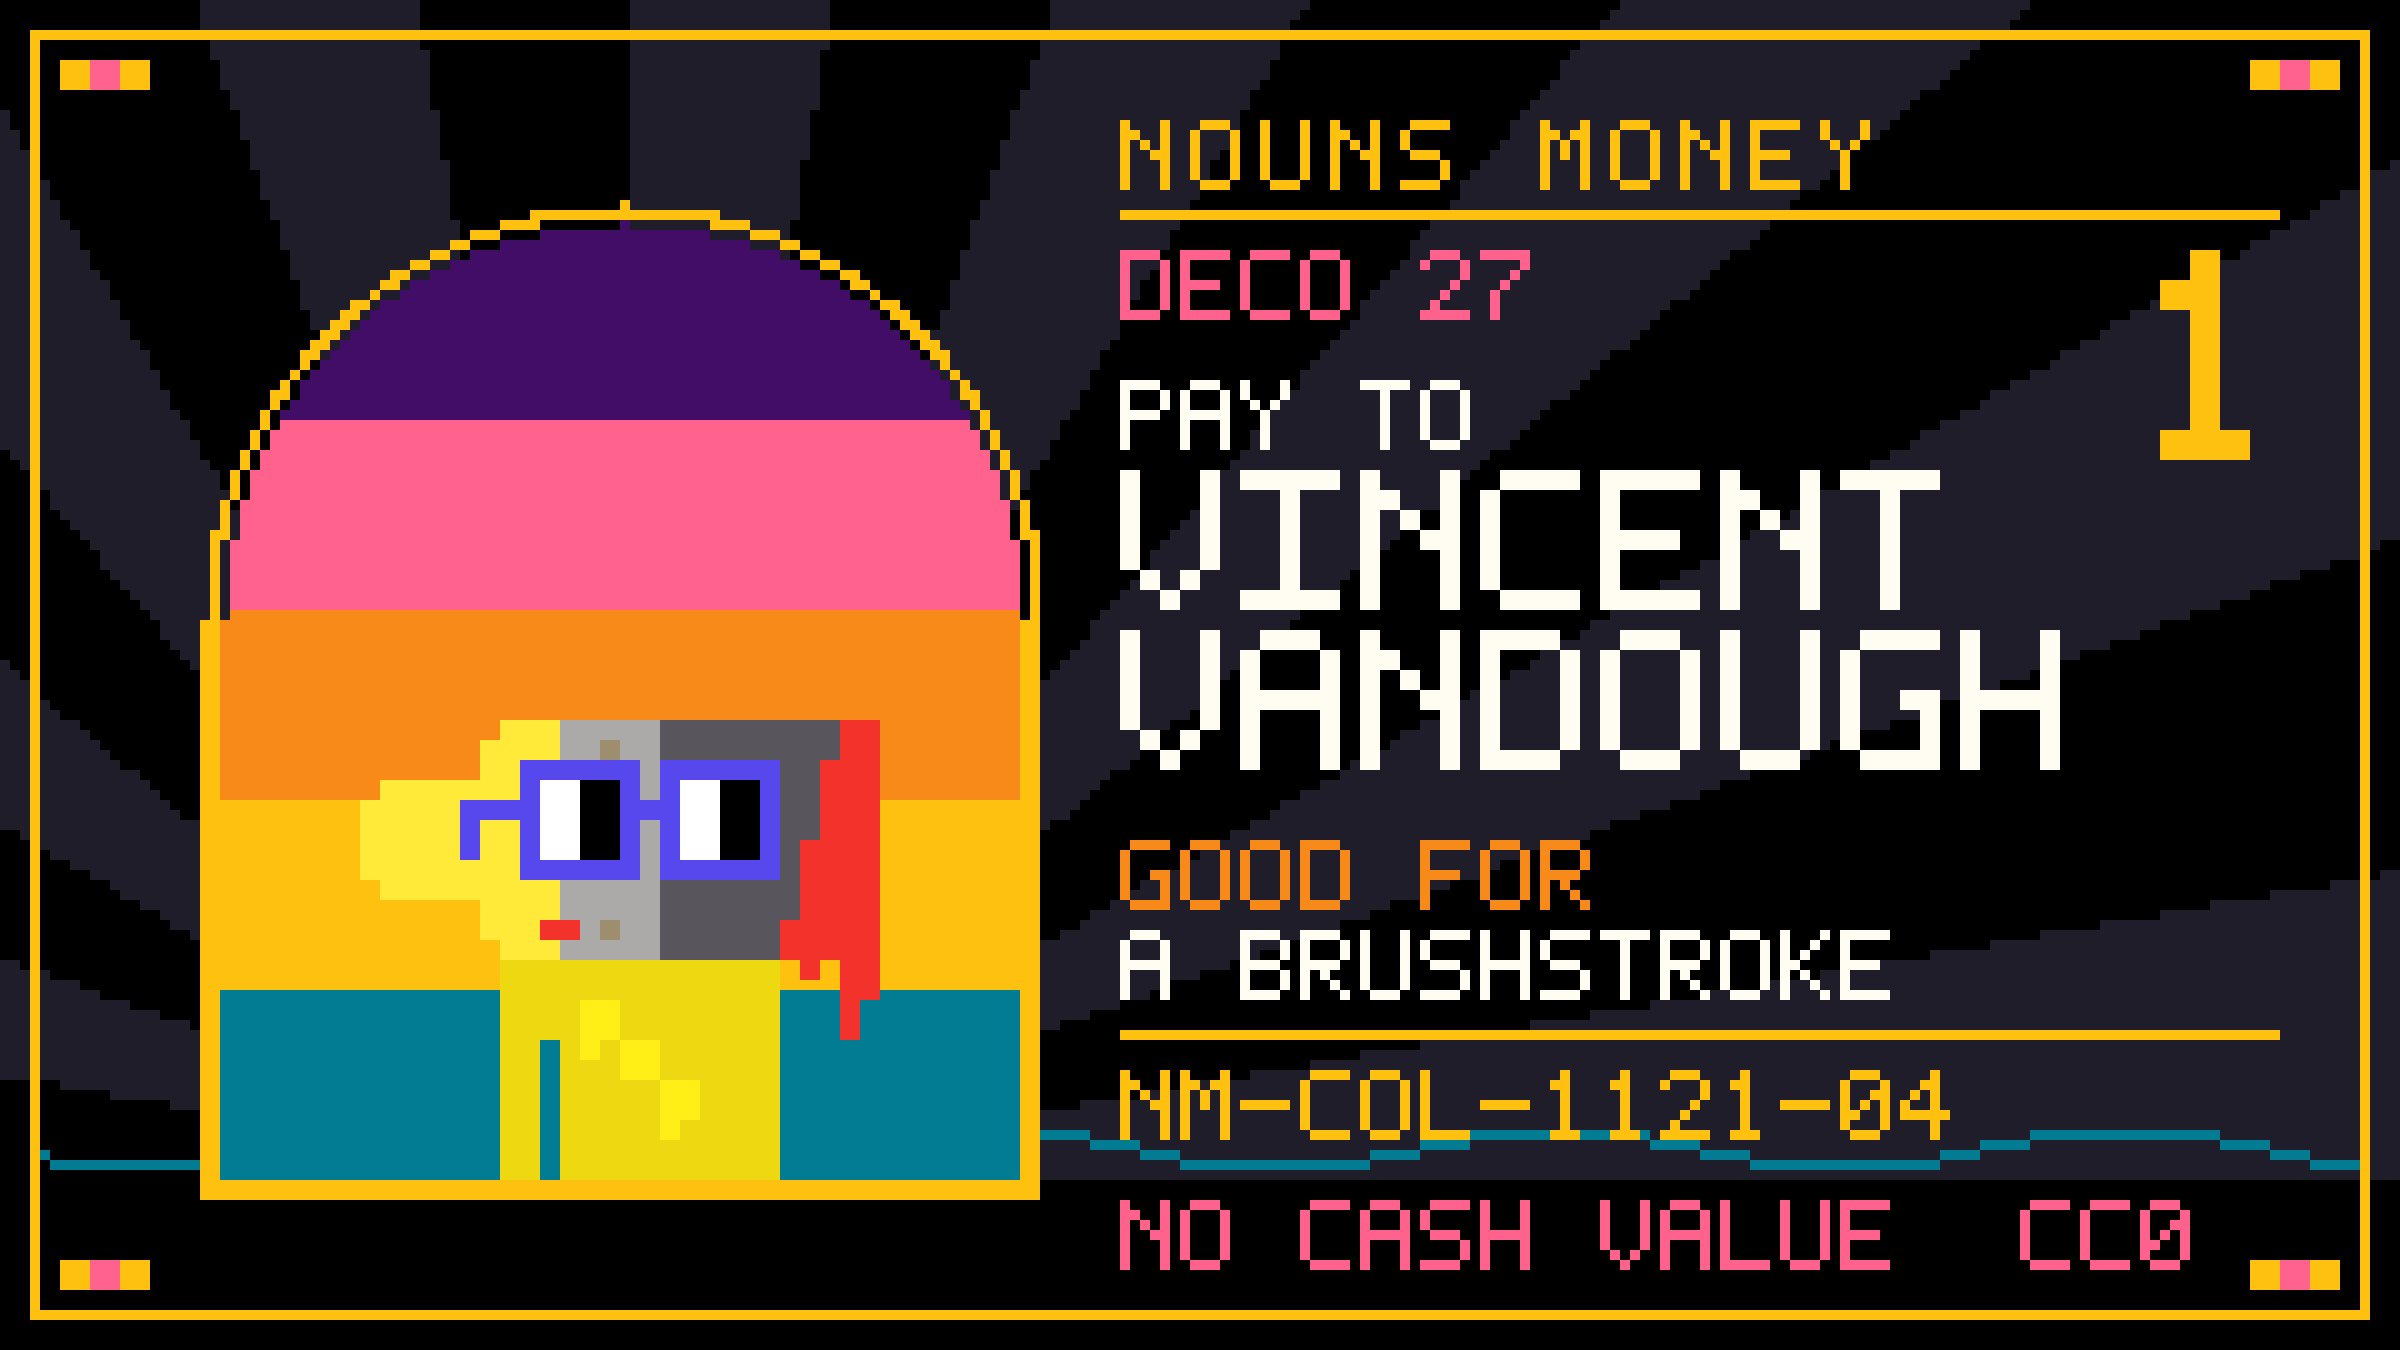 NOUNS MONEY
DECO 27
1
PAY TO
VINCENT
VANDOUGH
GOOD FOR
A BRUSHSTROKE
NM-COL-1121-04
NO CASH VALUE CC0